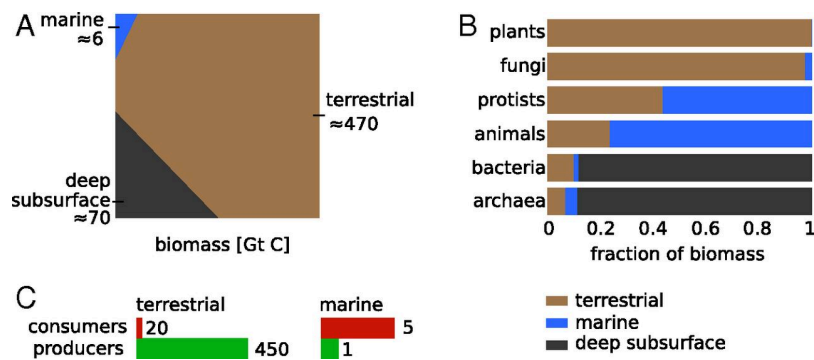 A
marine
≈6
terrestrial
≈470
deep
subsurface
≈70
biomass [Gt C]
B
plants
fungi
protists
animals
bacteria
archaea
0 0.2 0.4 0.6 0.8 1
fraction of biomass
terrestrial
marine
deep subsurface
C
terrestrial marine
consumers 20 5
producers 450 1